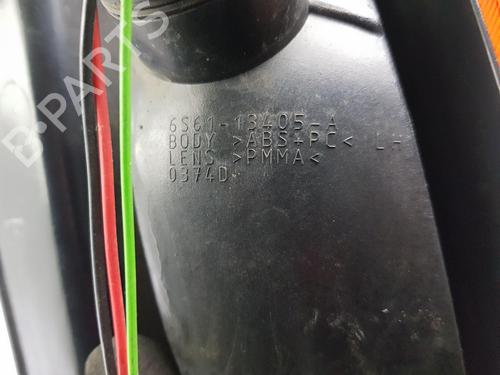 B-PARTS
6S61-13405-A
BODY >ABS+PC< LH
LENS >PMMA<
0374D